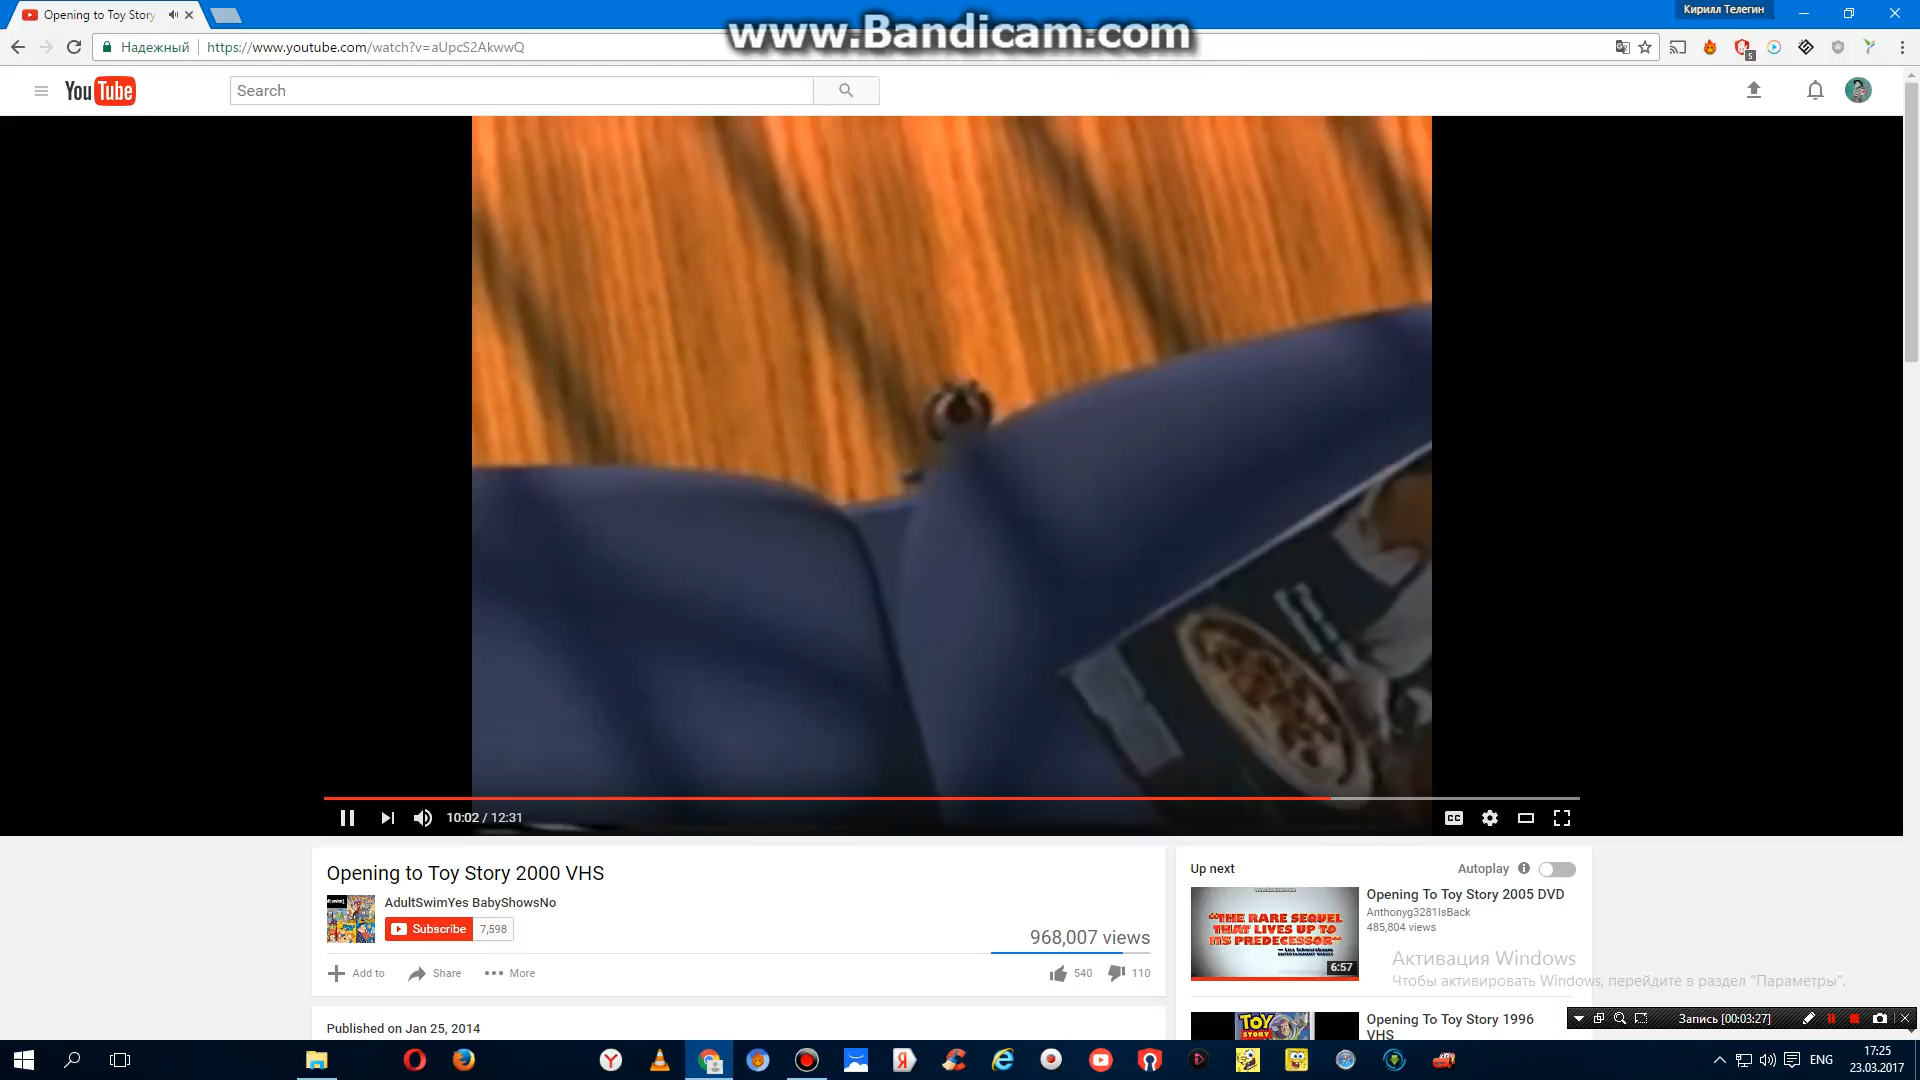 Opening to Toy Story
Кирилл Телегин
www.Bandicam.com
Надежный
https://www.youtube.com/watch?v=aUpcS2AkwwQ
5
YouTube
Search
10:02 / 12:31
CC
Opening to Toy Story 2000 VHS
AdultSwimYes BabyShowsNo
Subscribe 7,598
968,007 views
Add to Share More
540 110
Published on Jan 25, 2014
Up next
Autoplay
"THE RARE SEQUEL
THAT LIVES UP TO
ITS PREDECESSOR"
6:57
Opening To Toy Story 2005 DVD
Anthonyg3281IsBack
485,804 views
Активация Windows
Чтобы активировать Windows, перейдите в раздел "Параметры".
TOY
STORY
Opening To Toy Story 1996
VHS
Запись [00:03:27]
ENG
17:25
23.03.2017